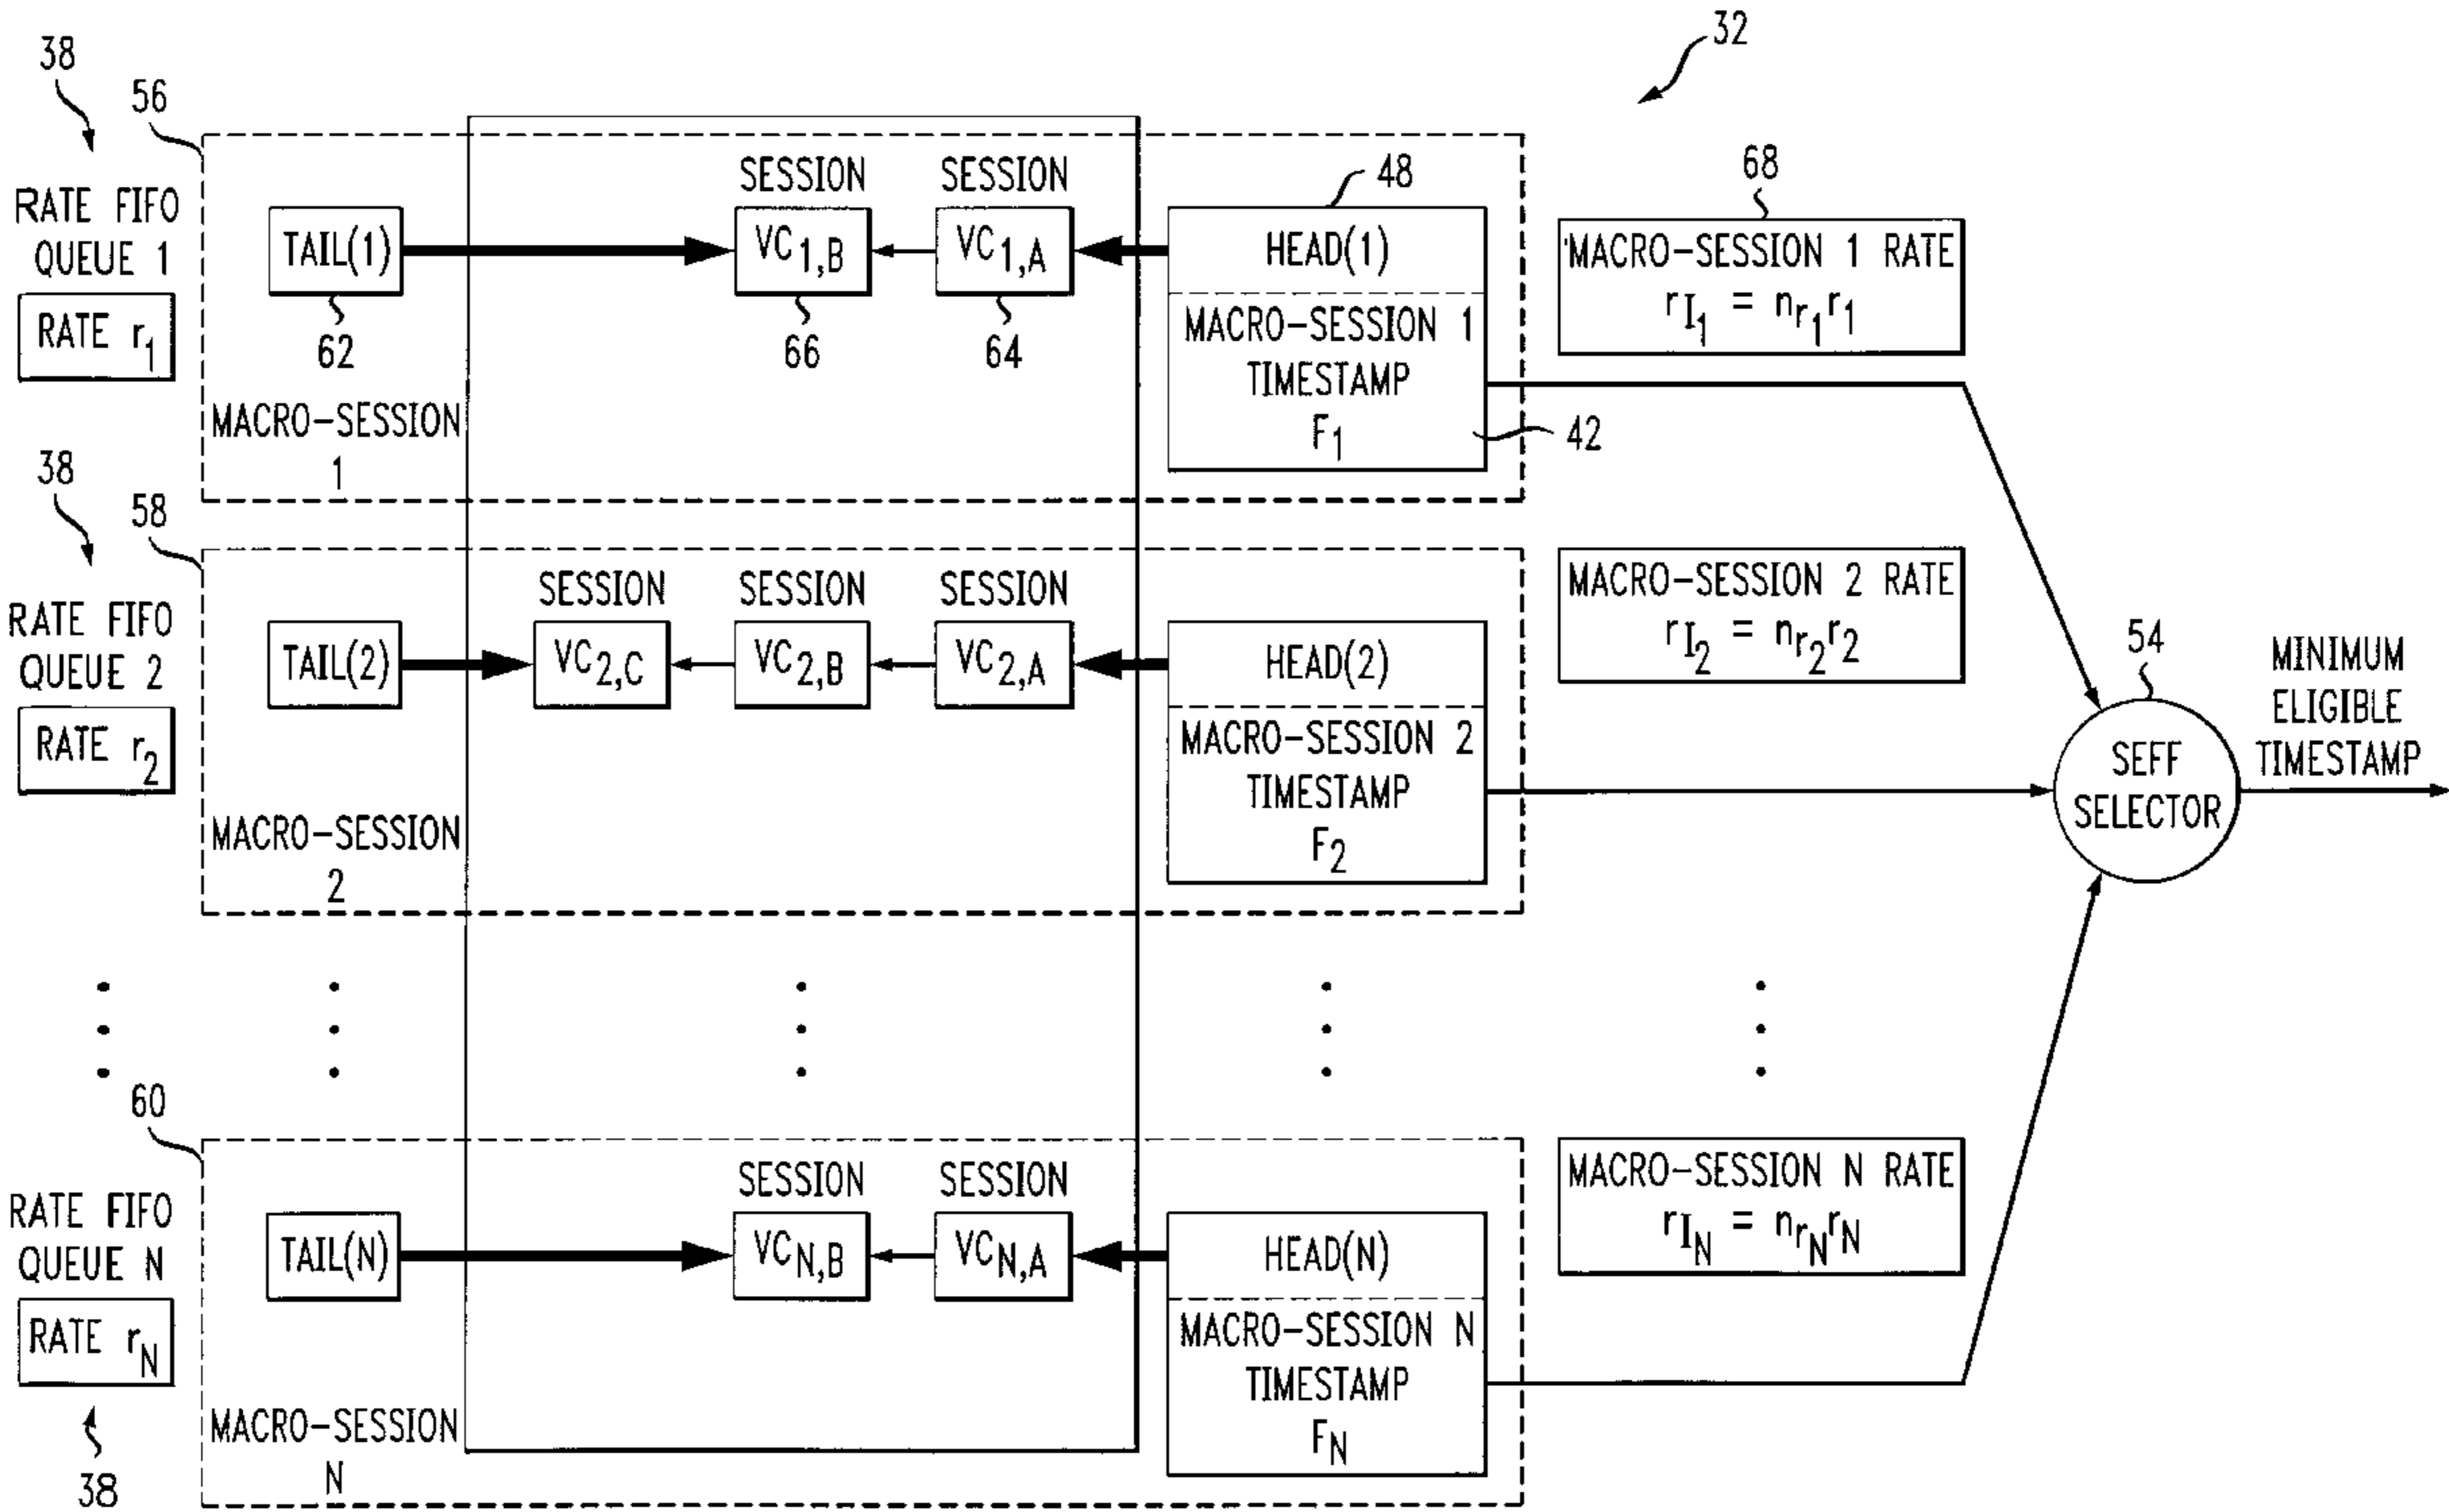 32
38
56
RATE FIFO
QUEUE 1
RATE r1
TAIL(1)
62
SESSION
VC1,B
66
SESSION
VC1,A
64
48
HEAD(1)
MACRO-SESSION 1
TIMESTAMP
F1
42
68
MACRO-SESSION 1 RATE
rI1 = nr1r1
MACRO-SESSION
1
38
58
RATE FIFO
QUEUE 2
RATE r2
TAIL(2)
SESSION
VC2,C
SESSION
VC2,B
SESSION
VC2,A
HEAD(2)
MACRO-SESSION 2
TIMESTAMP
F2
MACRO-SESSION 2 RATE
rI2 = nr2r2
MACRO-SESSION
2
54
SEFF
SELECTOR
MINIMUM
ELIGIBLE
TIMESTAMP
60
RATE FIFO
QUEUE N
RATE rN
38
TAIL(N)
SESSION
VCN,B
SESSION
VCN,A
HEAD(N)
MACRO-SESSION N
TIMESTAMP
FN
MACRO-SESSION N RATE
rIN = nrNrN
MACRO-SESSION
N